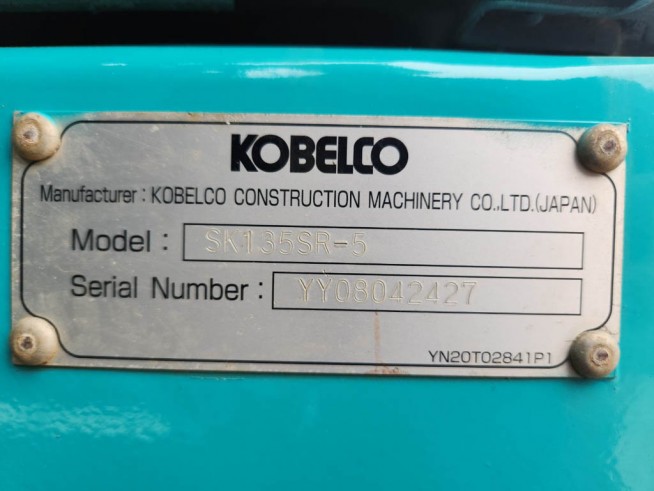 KOBELCO
Manufacturer : KOBELCO CONSTRUCTION MACHINERY CO.,LTD.(JAPAN)
Model : SK135SR-5
Serial Number : YY08042427
YN20T02841P1